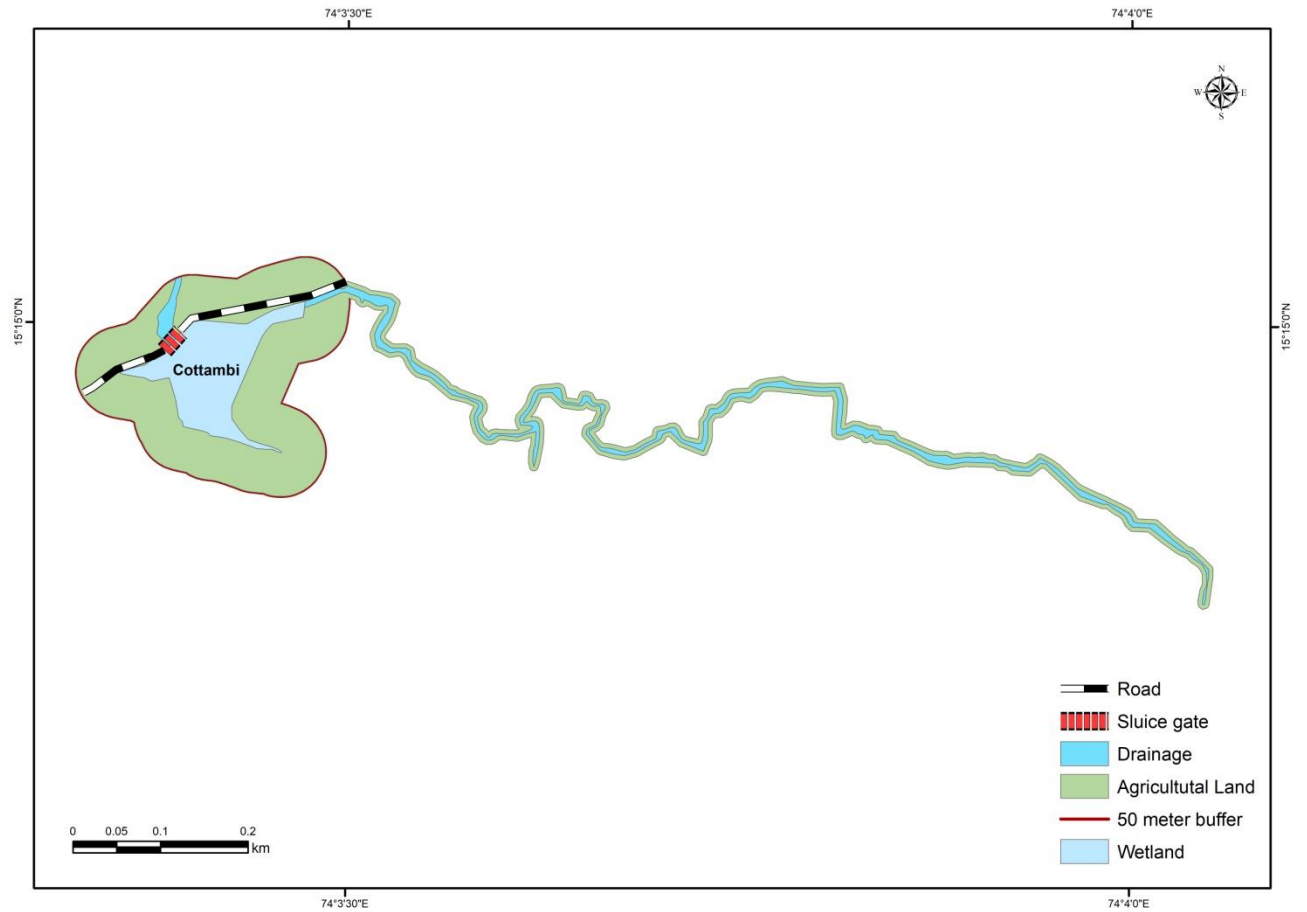 74°3'30"E 74°4'0"E
N
W E
S
15°15'0"N 15°15'0"N
Cottambi
Road
Sluice gate
Drainage
Agricultutal Land
50 meter buffer
Wetland
0 0.05 0.1 0.2
km
74°3'30"E 74°4'0"E